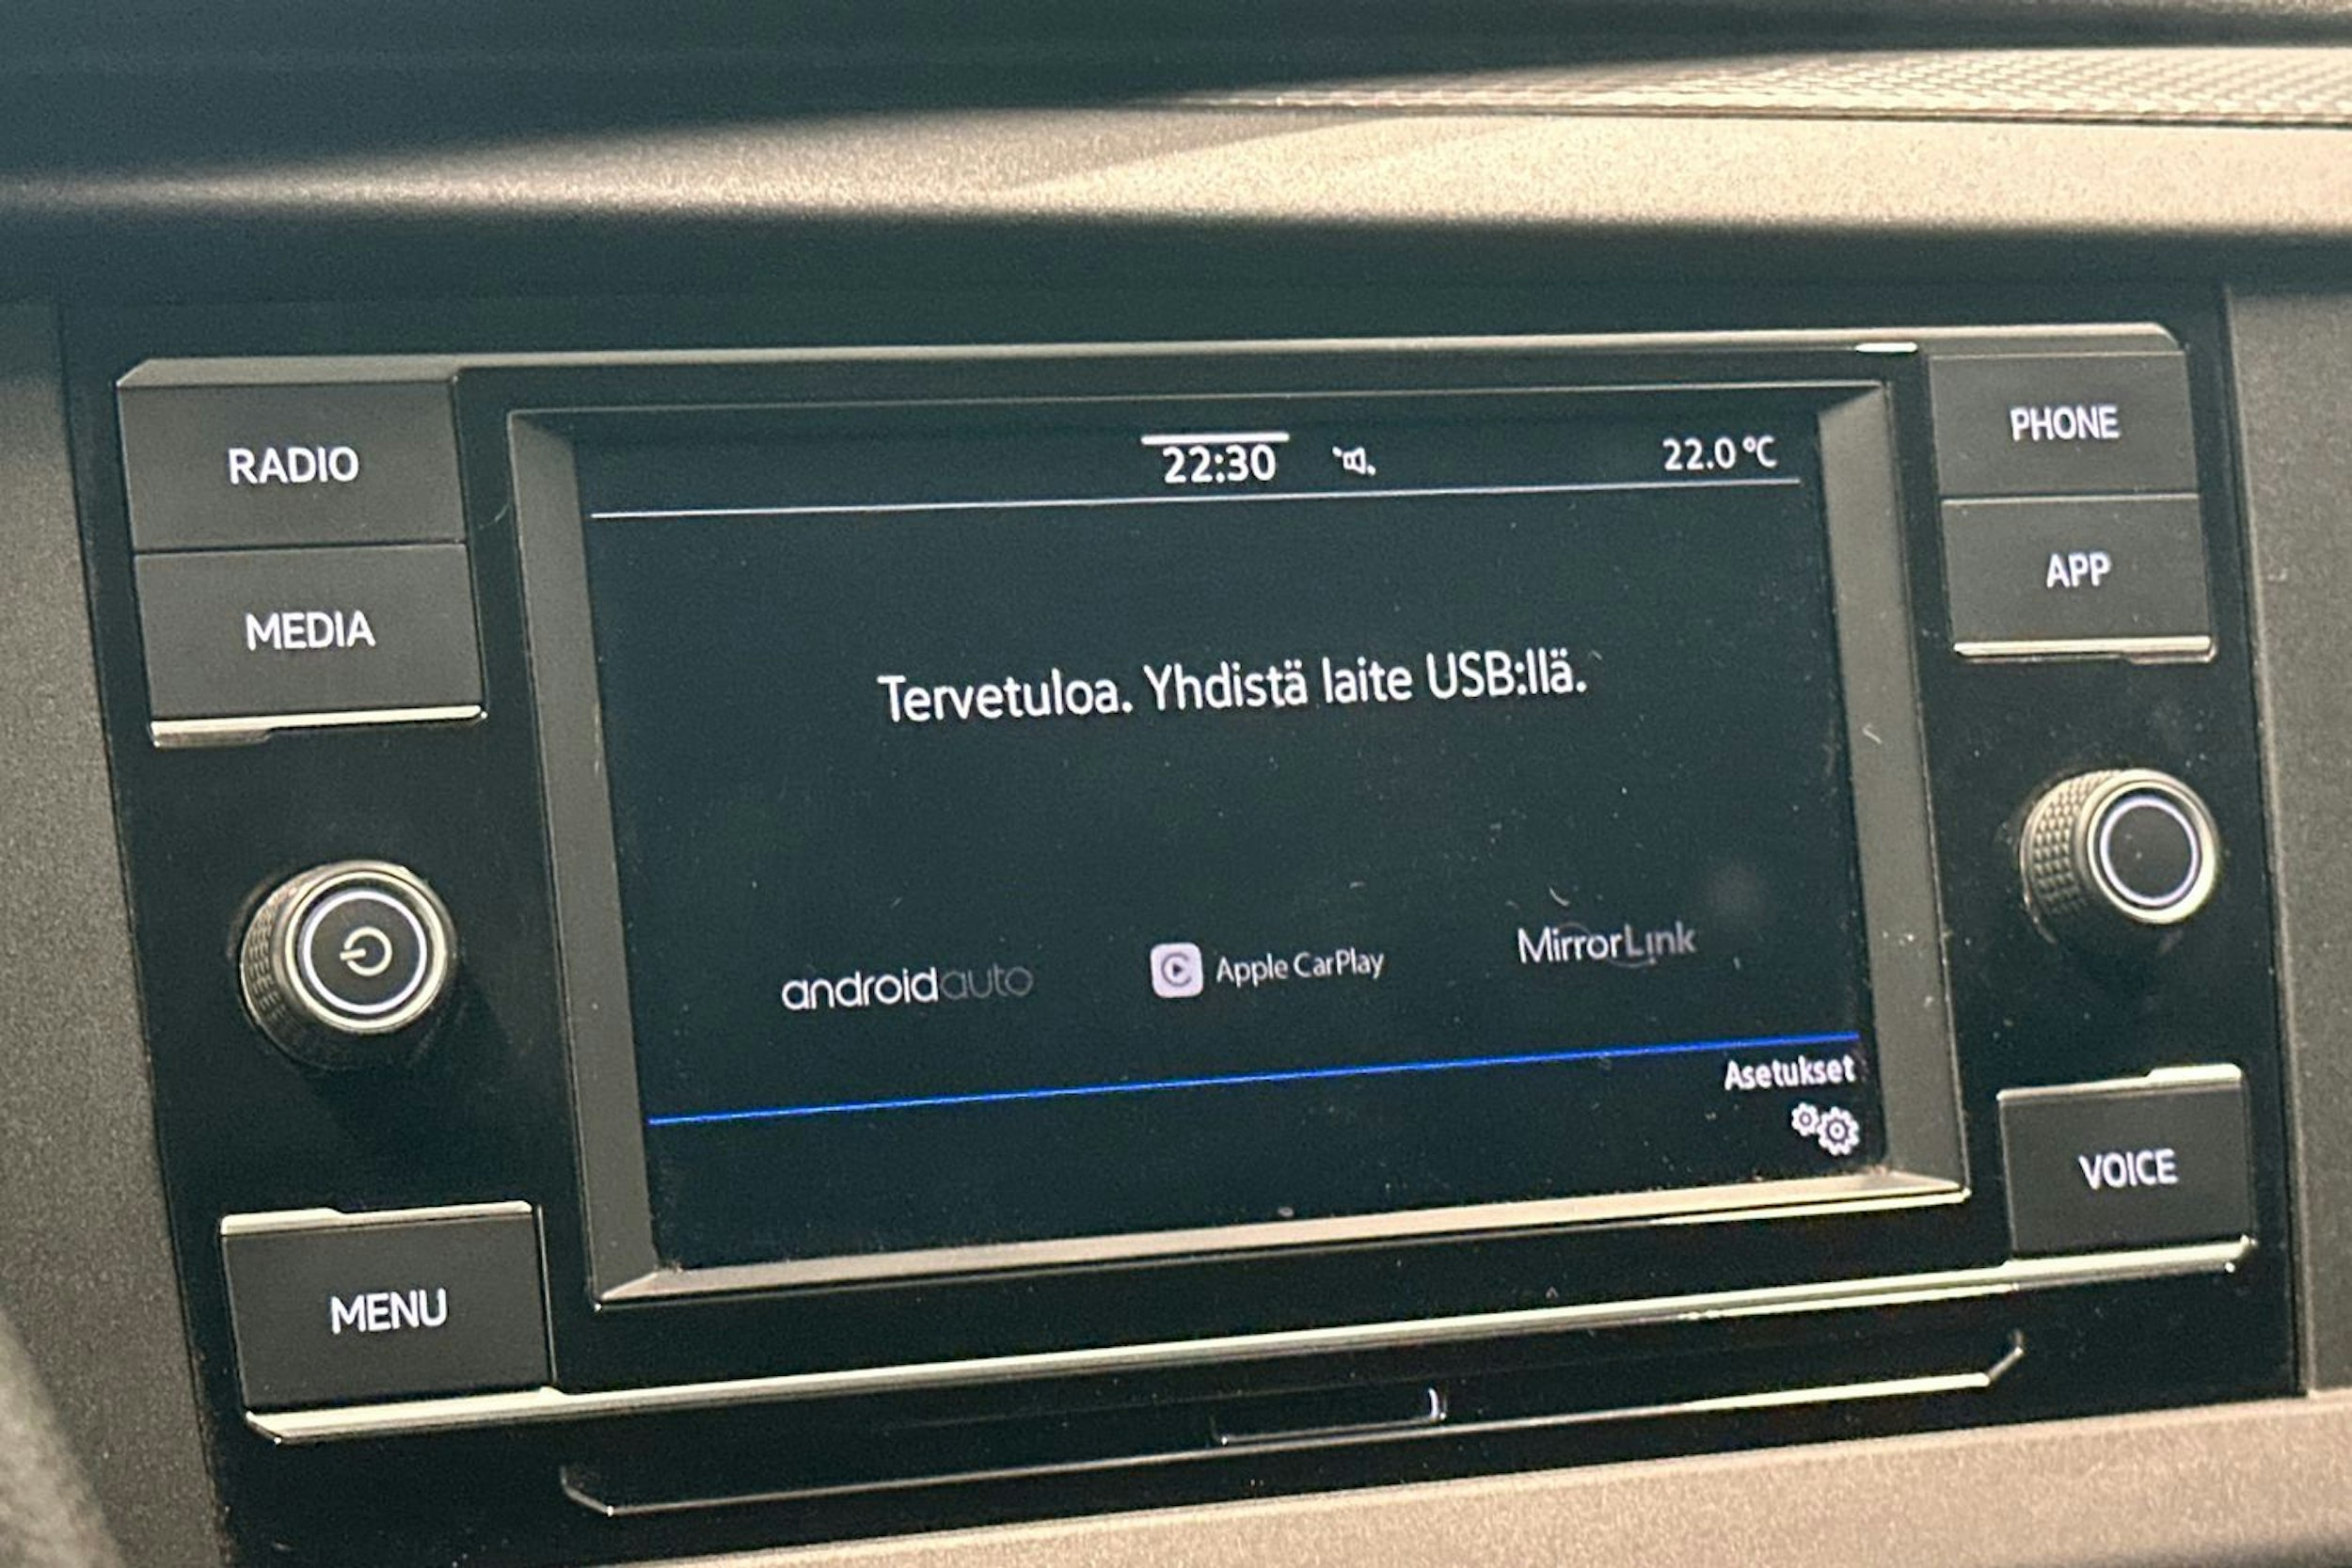 RADIO
MEDIA
MENU
22:30
22.0 °C
Tervetuloa. Yhdistä laite USB:llä.
androidauto
Apple CarPlay
MirrorLink
Asetukset
PHONE
APP
VOICE